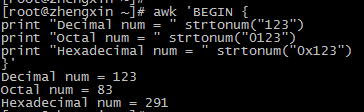 [root@zhengxin ~]# awk 'BEGIN {
print "Decimal num = " strtonum("123")
print "Octal num = " strtonum("0123")
print "Hexadecimal num = " strtonum("0x123")
}'
Decimal num = 123
Octal num = 83
Hexadecimal num = 291